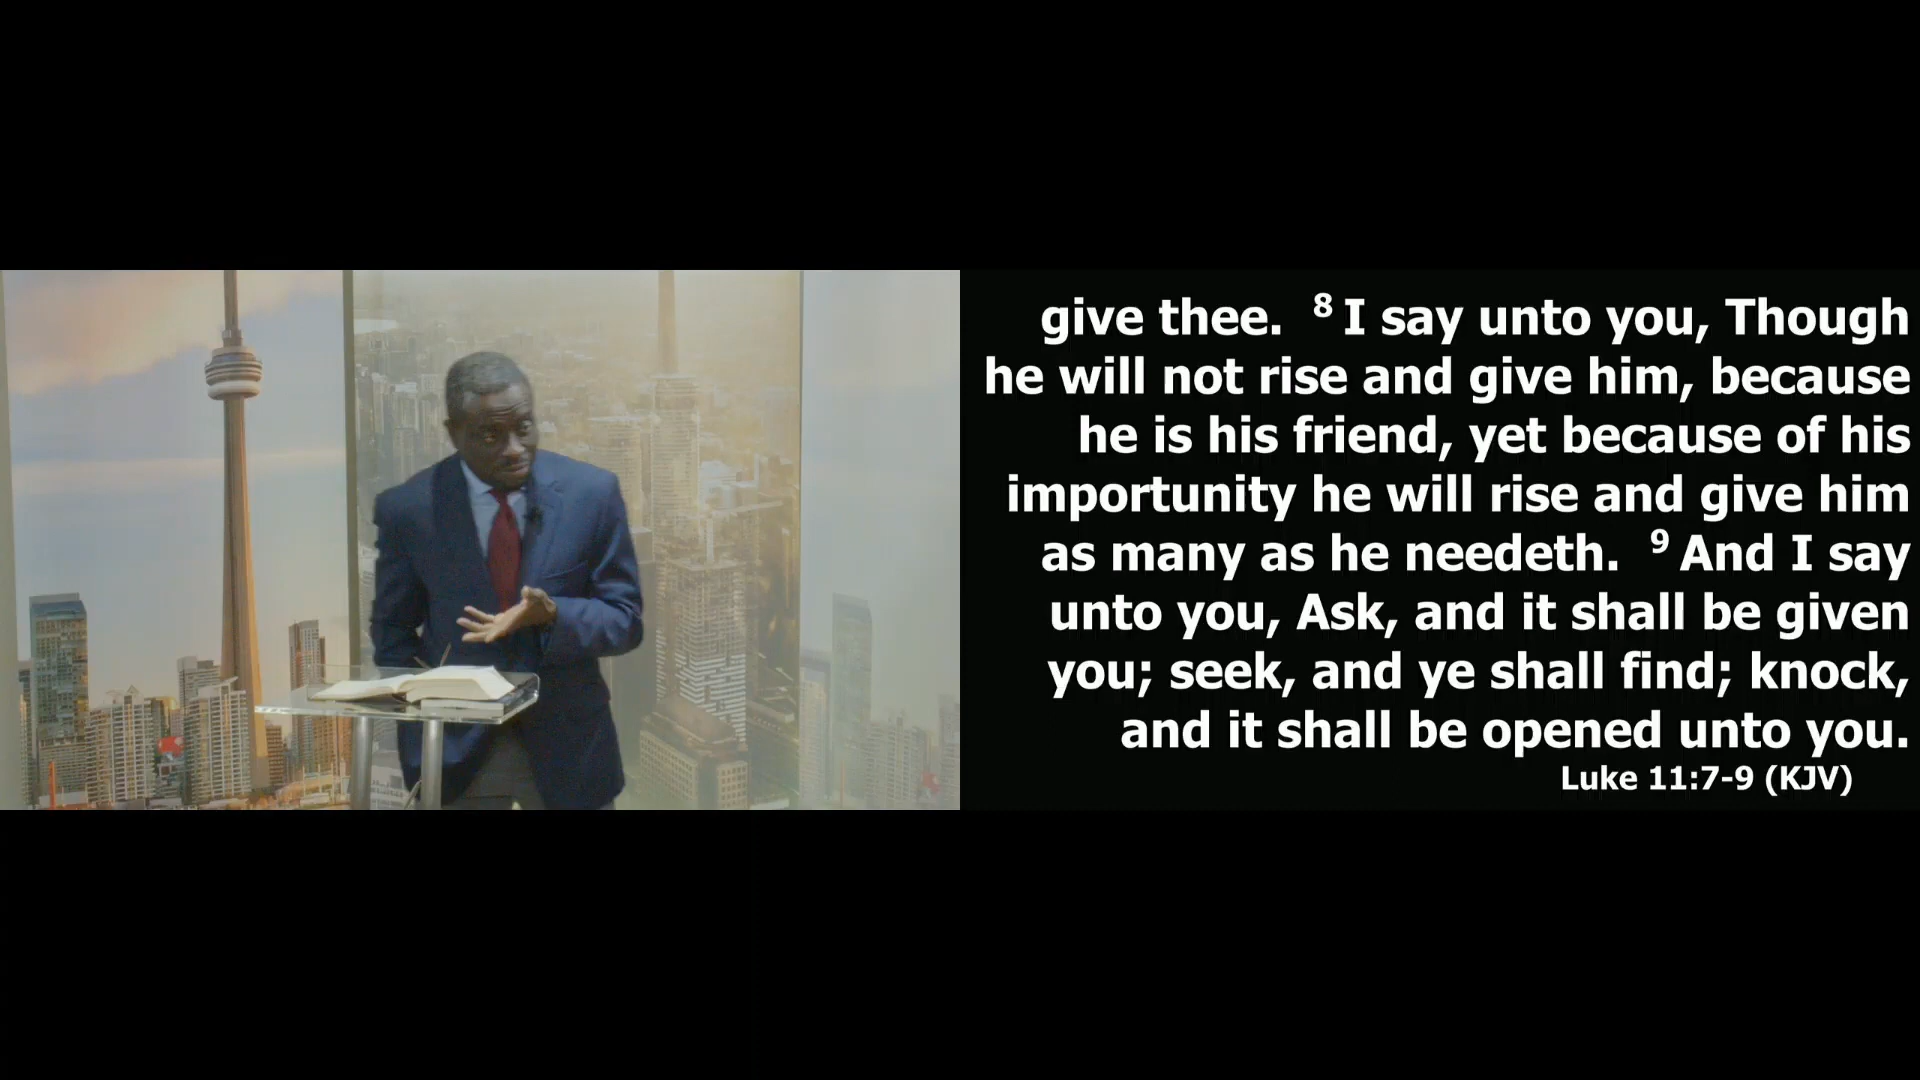 give thee. 8 I say unto you, Though
he will not rise and give him, because
he is his friend, yet because of his
importunity he will rise and give him
as many as he needeth. 9 And I say
unto you, Ask, and it shall be given
you; seek, and ye shall find; knock,
and it shall be opened unto you.
Luke 11:7-9 (KJV)